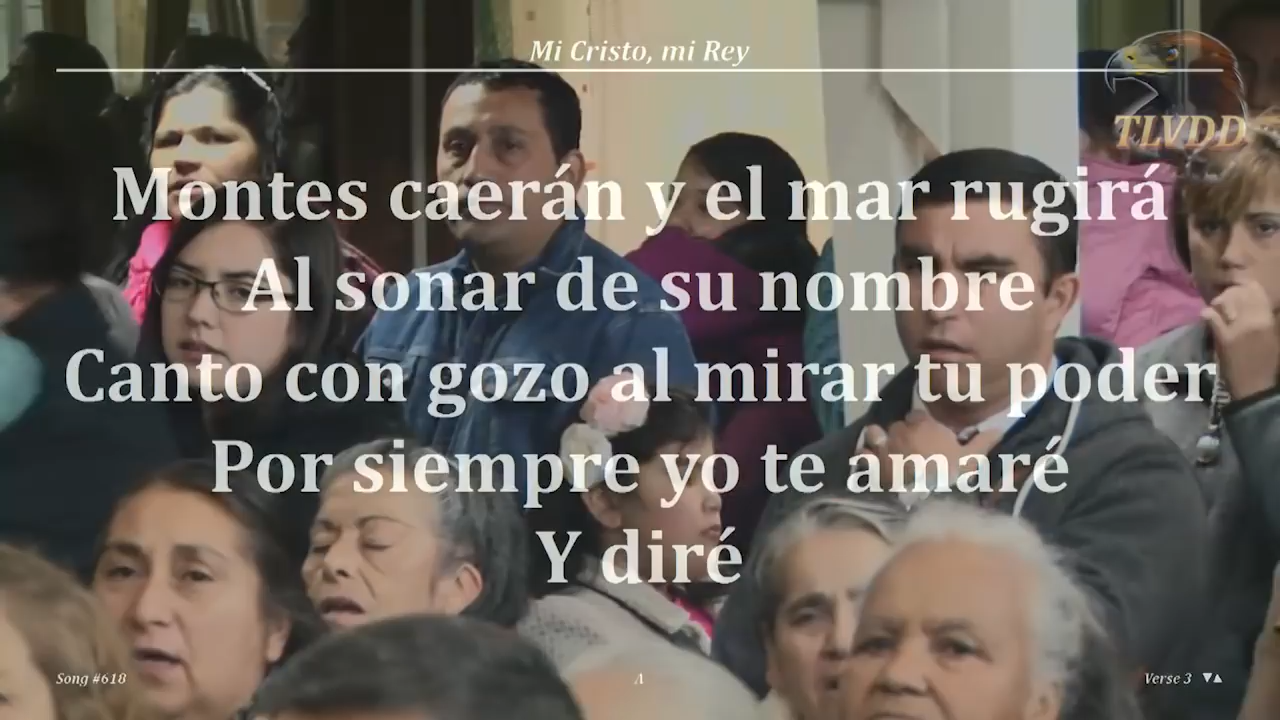 Mi Cristo, mi Rey
TLVDD
Montes caerán y el mar rugirá
Al sonar de su nombre
Canto con gozo al mirar tu poder
Por siempre yo te amaré
Y diré
Song #618
Verse 3 ▼▲